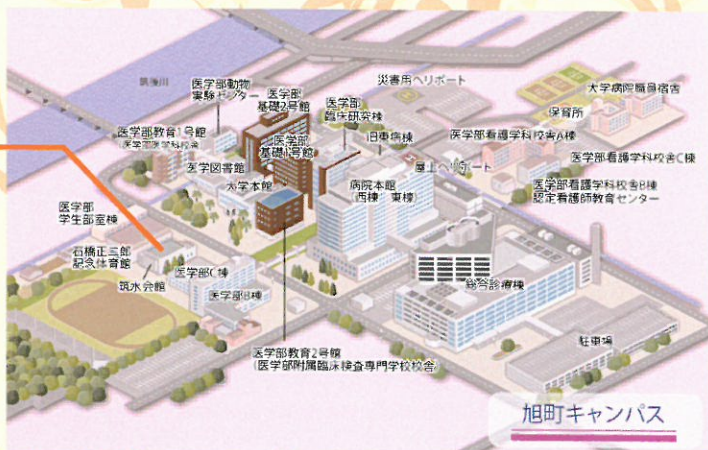 筑後川
医学部動物
実験センター
医学部
基礎2号館
災害用ヘリポート
大学病院職員宿舎
保育所
医学部
臨床研究棟
医学部教育1号館
(医学部医学科校舎)
医学部
基礎1号館
旧東病棟
医学部看護学科校舎A棟
医学図書館
屋上ヘリポート
医学部看護学科校舎C棟
大学本館
病院本館
(西棟・東棟)
医学部看護学科校舎B棟
認定看護師教育センター
医学部
学生部室棟
石橋正二郎
記念体育館
筑水会館
医学部C棟
医学部B棟
総合診療棟
駐車場
医学部教育2号館
(医学部附属臨床検査専門学校校舎)
旭町キャンパス